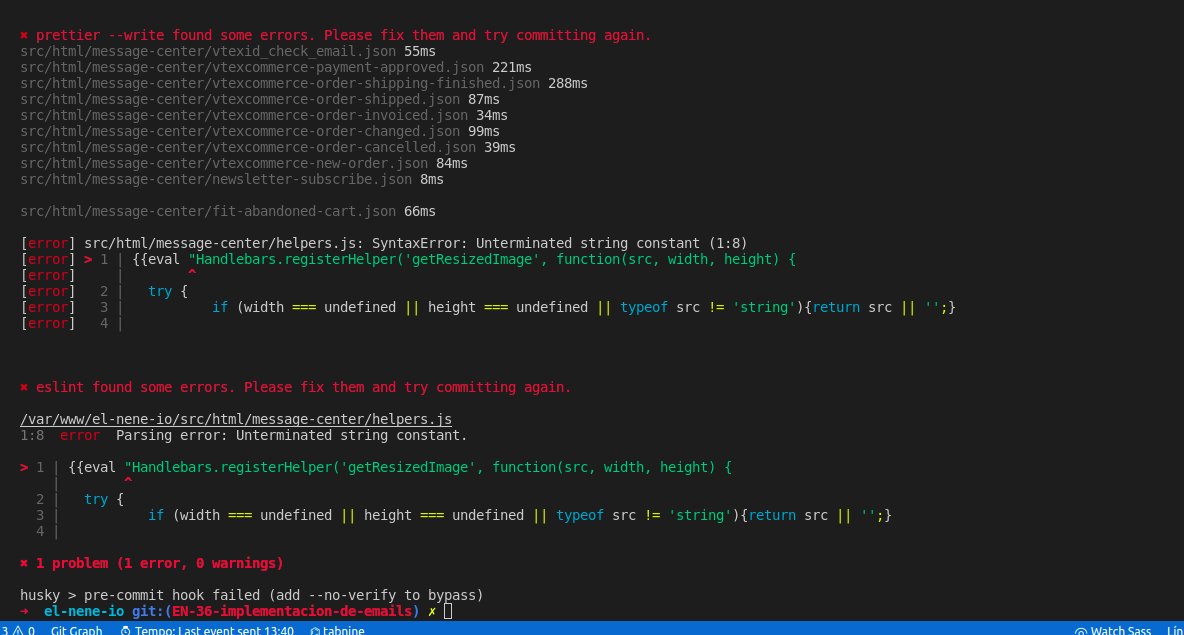 ✖ prettier --write found some errors. Please fix them and try committing again.
src/html/message-center/vtexid_check_email.json 55ms
src/html/message-center/vtexcommerce-payment-approved.json 221ms
src/html/message-center/vtexcommerce-order-shipping-finished.json 288ms
src/html/message-center/vtexcommerce-order-shipped.json 87ms
src/html/message-center/vtexcommerce-order-invoiced.json 34ms
src/html/message-center/vtexcommerce-order-changed.json 99ms
src/html/message-center/vtexcommerce-order-cancelled.json 39ms
src/html/message-center/vtexcommerce-new-order.json 84ms
src/html/message-center/newsletter-subscribe.json 8ms
src/html/message-center/fit-abandoned-cart.json 66ms
[error] src/html/message-center/helpers.js: SyntaxError: Unterminated string constant (1:8)
[error] > 1 | {{eval "Handlebars.registerHelper('getResizedImage', function(src, width, height) {
[error]     |        ^
[error]   2 |   try {
[error]   3 |           if (width === undefined || height === undefined || typeof src != 'string'){return src || '';}
[error]   4 |
✖ eslint found some errors. Please fix them and try committing again.
/var/www/el-nene-io/src/html/message-center/helpers.js
1:8  error  Parsing error: Unterminated string constant.
> 1 | {{eval "Handlebars.registerHelper('getResizedImage', function(src, width, height) {
    |        ^
  2 |   try {
  3 |           if (width === undefined || height === undefined || typeof src != 'string'){return src || '';}
  4 |
✖ 1 problem (1 error, 0 warnings)
husky > pre-commit hook failed (add --no-verify to bypass)
➜  el-nene-io git:(EN-36-implementacion-de-emails) ✗
3 ⚠ 0 Git Graph Tempo: Last event sent 13:40 tabnine Watch Sass